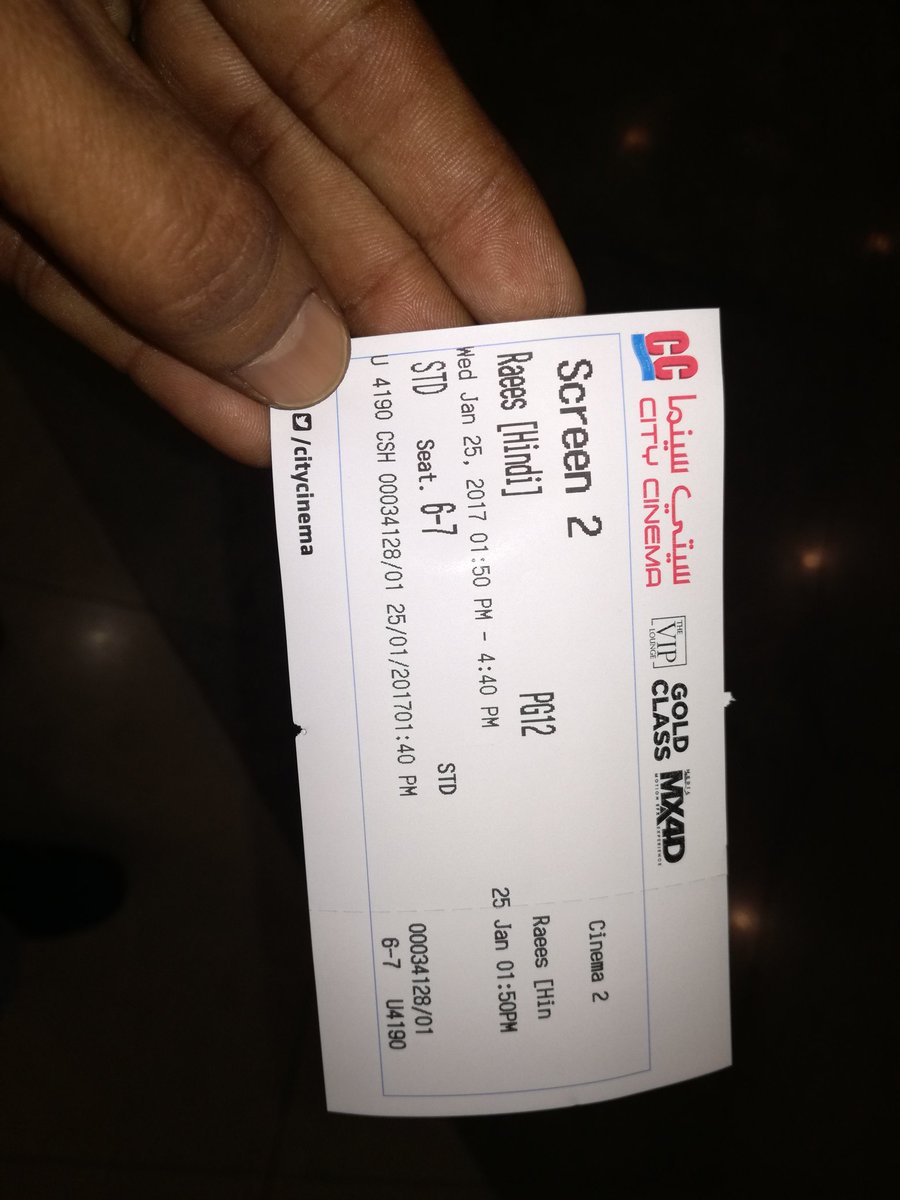 CC سيتي سينما
CITY CINEMA
THE
VIP
LOUNGE
GOLD
CLASS
MX4D
Screen 2
Raees [Hindi] PG12
Wed Jan 25, 2017 01:50 PM - 4:40 PM
STD Seat. 6-7 STD
U 4190 CSH 00034128/01 25/01/201701:40 PM
/citycinema
Cinema 2
Raees [Hin
25 Jan 01:50PM
00034128/01
6-7 U4190